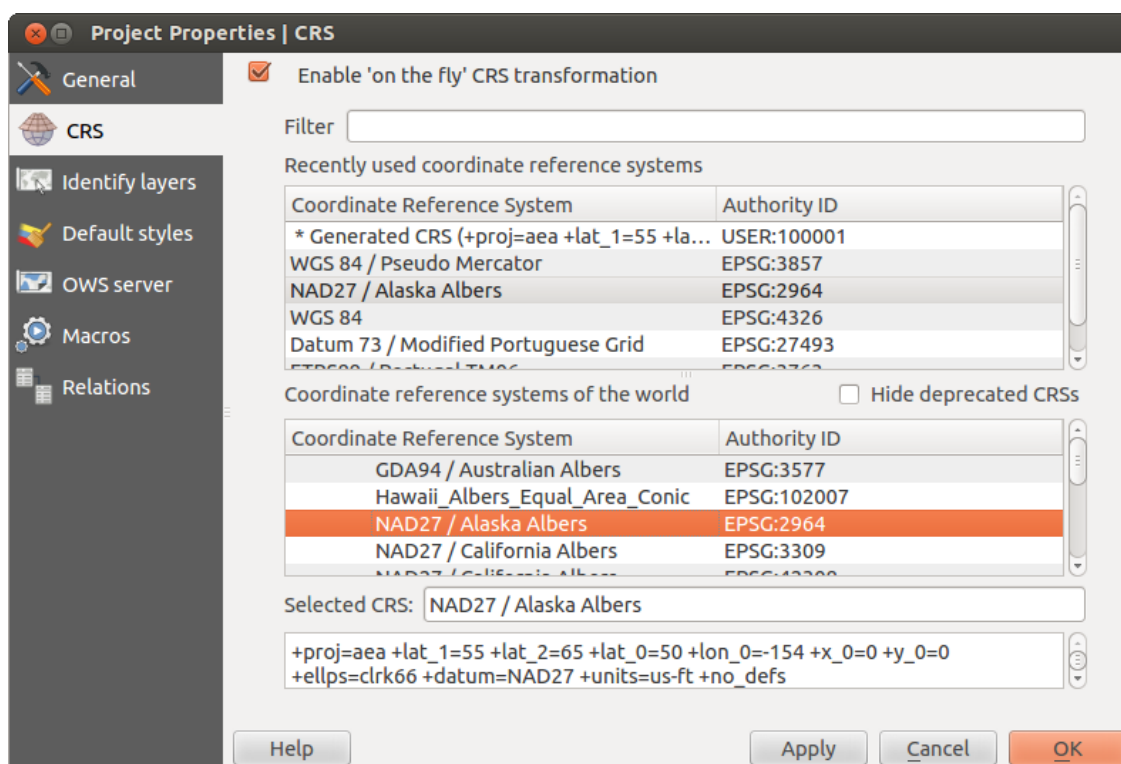 Project Properties | CRS
General
CRS
Identify layers
Default styles
OWS server
Macros
Relations
Enable 'on the fly' CRS transformation
Filter
Recently used coordinate reference systems
Coordinate Reference System Authority ID
* Generated CRS (+proj=aea +lat_1=55 +la... USER:100001
WGS 84 / Pseudo Mercator EPSG:3857
NAD27 / Alaska Albers EPSG:2964
WGS 84 EPSG:4326
Datum 73 / Modified Portuguese Grid EPSG:27493
Coordinate reference systems of the world Hide deprecated CRSs
Coordinate Reference System Authority ID
GDA94 / Australian Albers EPSG:3577
Hawaii_Albers_Equal_Area_Conic EPSG:102007
NAD27 / Alaska Albers EPSG:2964
NAD27 / California Albers EPSG:3309
Selected CRS: NAD27 / Alaska Albers
+proj=aea +lat_1=55 +lat_2=65 +lat_0=50 +lon_0=-154 +x_0=0 +y_0=0
+ellps=clrk66 +datum=NAD27 +units=us-ft +no_defs
Help Apply Cancel OK